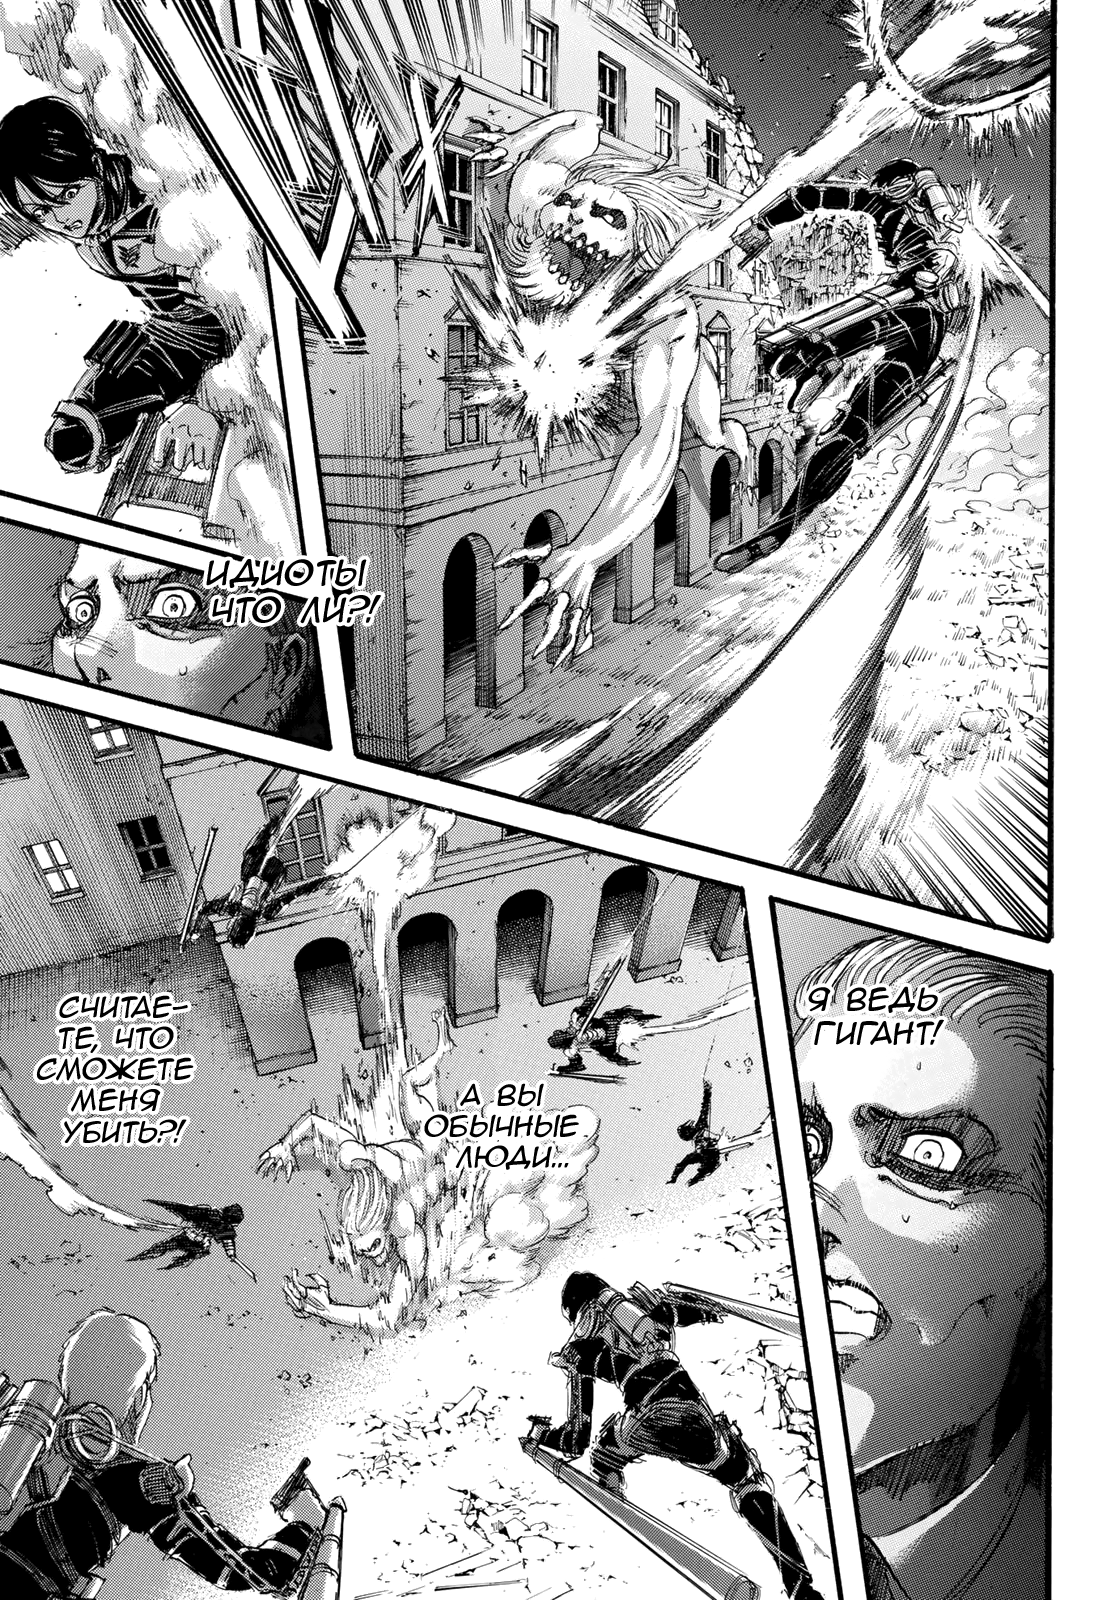 ИДИОТЫ
ЧТО ЛИ?!
Я ВЕДЬ
ГИГАНТ!
А ВЫ
ОБЫЧНЫЕ
ЛЮДИ...
СЧИТАЕ-
ТЕ, ЧТО
СМОЖЕТЕ
МЕНЯ
УБИТЬ?!